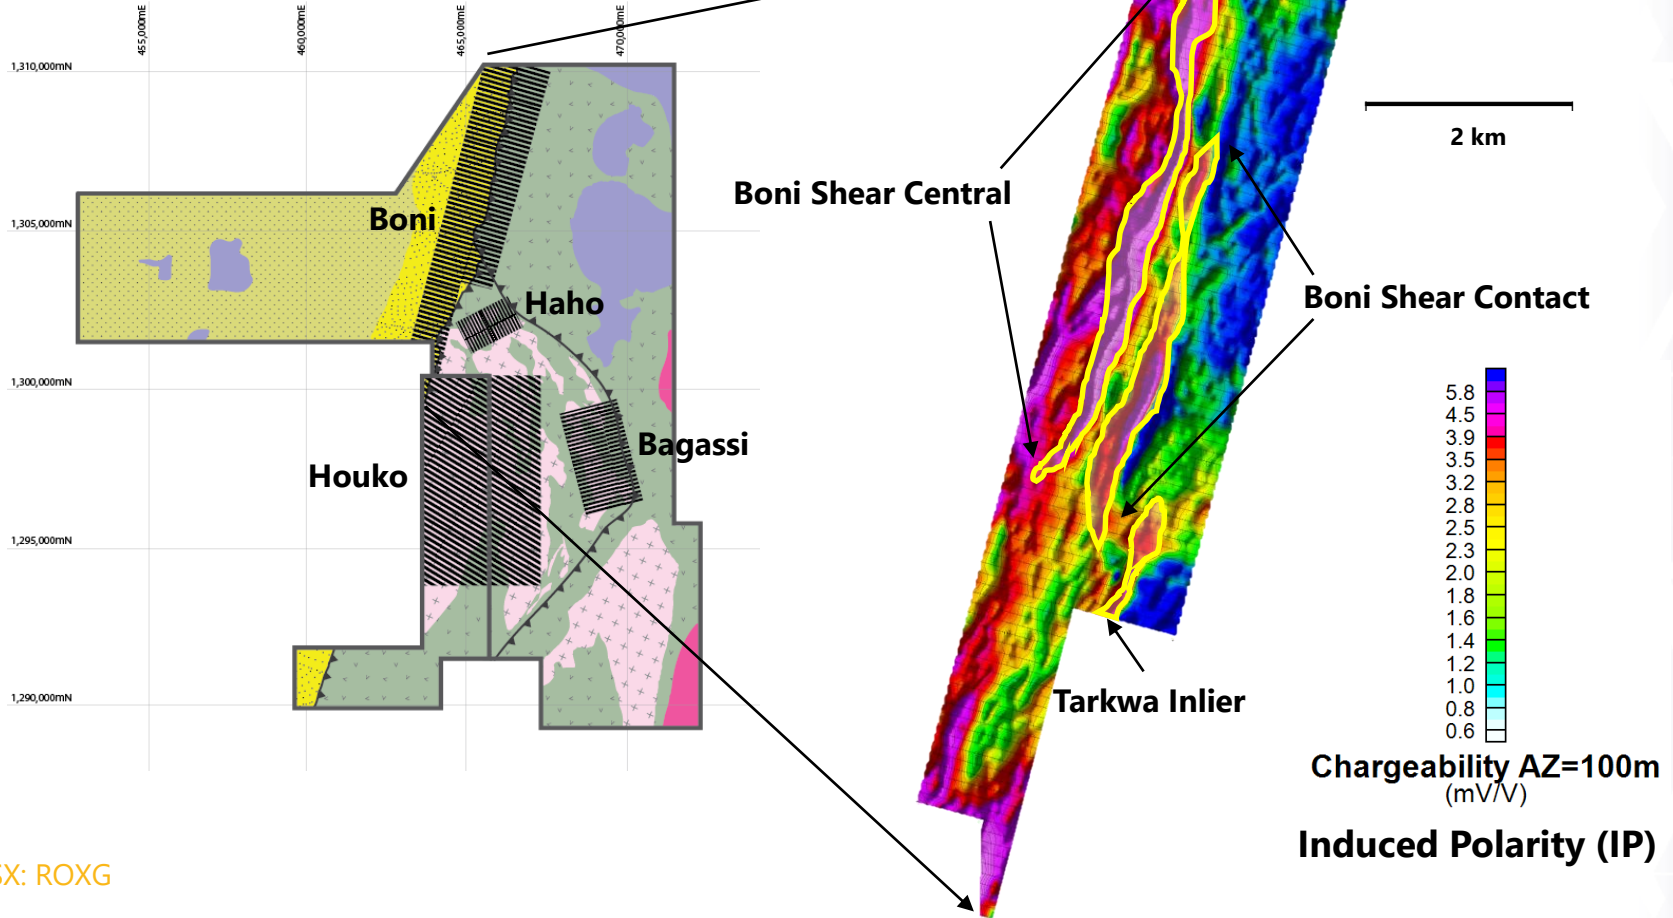 455,000mE
460,000mE
465,000mE
470,000mE
1,310,000mN
1,305,000mN
1,300,000mN
1,295,000mN
1,290,000mN
Boni
Haho
Houko
Bagassi
Boni Shear Central
Boni Shear Contact
Tarkwa Inlier
2 km
5.8
4.5
3.9
3.5
3.2
2.8
2.5
2.3
2.0
1.8
1.6
1.4
1.2
1.0
0.8
0.6
Chargeability AZ=100m
(mV/V)
Induced Polarity (IP)
SX: ROXG